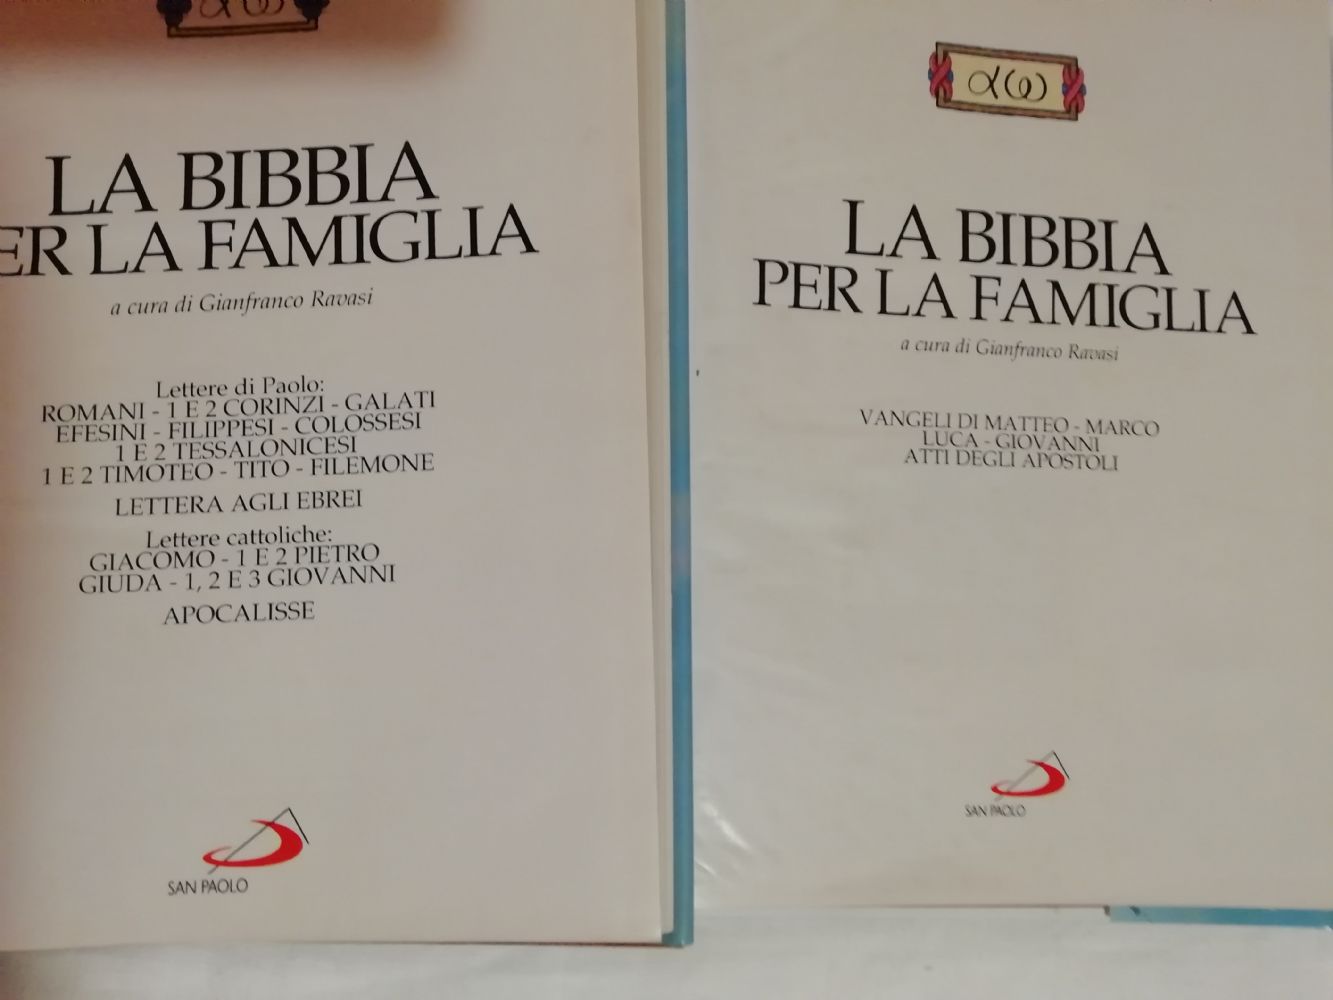 αω
LA BIBBIA
ER LA FAMIGLIA
a cura di Gianfranco Ravasi
Lettere di Paolo:
ROMANI - 1 E 2 CORINZI - GALATI
EFESINI - FILIPPESI - COLOSSESI
1 E 2 TESSALONICESI
1 E 2 TIMOTEO - TITO - FILEMONE
LETTERA AGLI EBREI
Lettere cattoliche:
GIACOMO - 1 E 2 PIETRO
GIUDA - 1, 2 E 3 GIOVANNI
APOCALISSE
SAN PAOLO
αω
LA BIBBIA
PER LA FAMIGLIA
a cura di Gianfranco Ravasi
VANGELI DI MATTEO - MARCO
LUCA - GIOVANNI
ATTI DEGLI APOSTOLI
SAN PAOLO